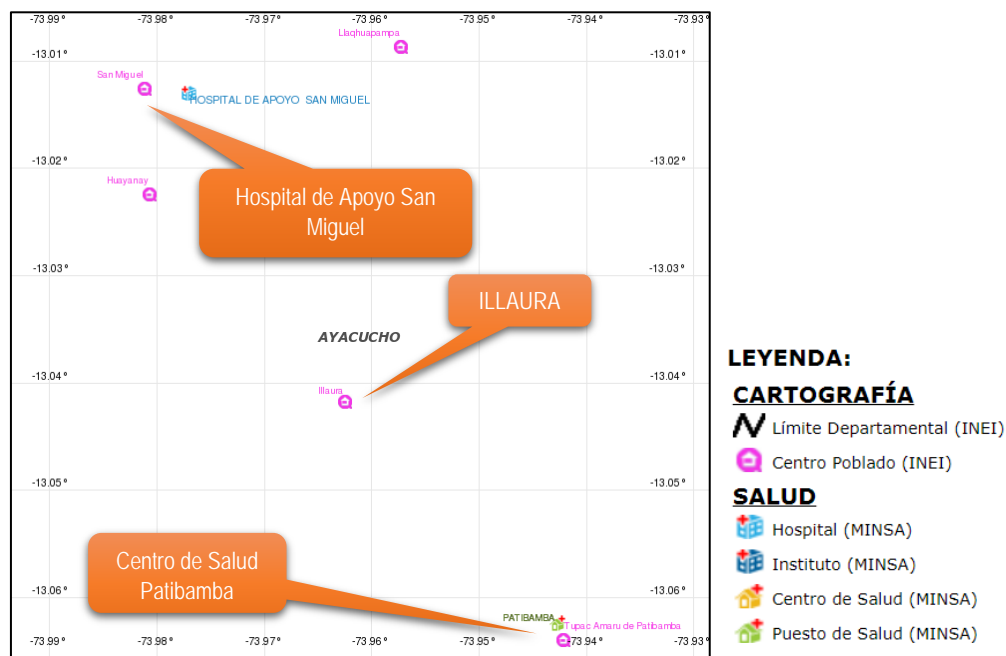 -73.99° -73.98° -73.97° -73.96° -73.95° -73.94° -73.93°
Llaqhuapampa
-13.01° -13.01°
San Miguel
HOSPITAL DE APOYO SAN MIGUEL
-13.02° -13.02°
Huayanay
Hospital de Apoyo San
Miguel
-13.03° -13.03°
ILLAURA
AYACUCHO
-13.04° -13.04°
Illaura
-13.05° -13.05°
Centro de Salud
Patibamba
-13.06° -13.06°
PATIBAMBA
Tupac Amaru de Patibamba
-73.99° -73.98° -73.97° -73.96° -73.95° -73.94° -73.93°
LEYENDA:
CARTOGRAFÍA
Límite Departamental (INEI)
Centro Poblado (INEI)
SALUD
Hospital (MINSA)
Instituto (MINSA)
Centro de Salud (MINSA)
Puesto de Salud (MINSA)